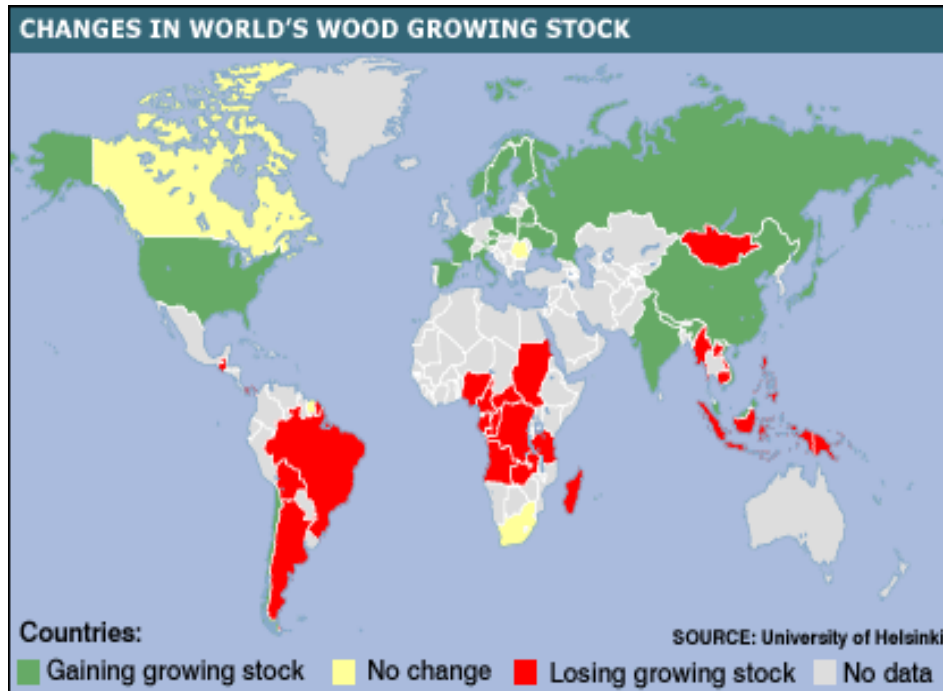 CHANGES IN WORLD'S WOOD GROWING STOCK
Countries:
SOURCE: University of Helsinki
Gaining growing stock
No change
Losing growing stock
No data